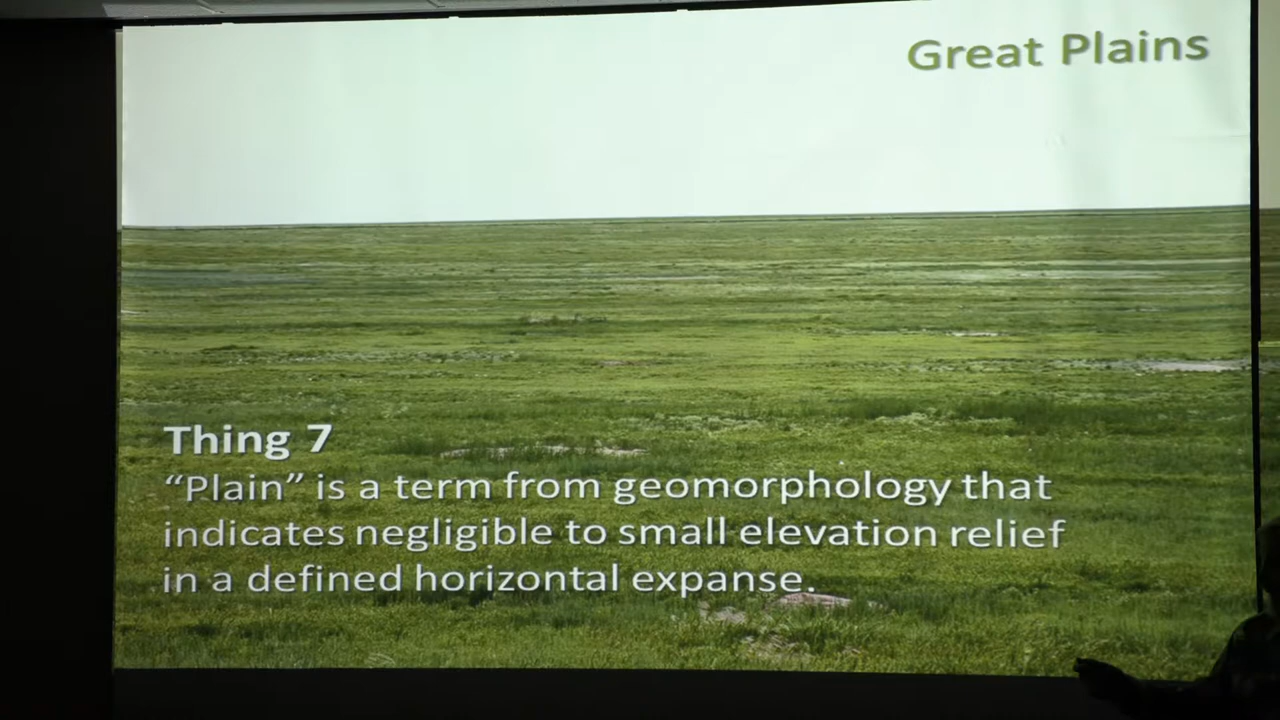 Great Plains
Thing 7
“Plain” is a term from geomorphology that
indicates negligible to small elevation relief
in a defined horizontal expanse.